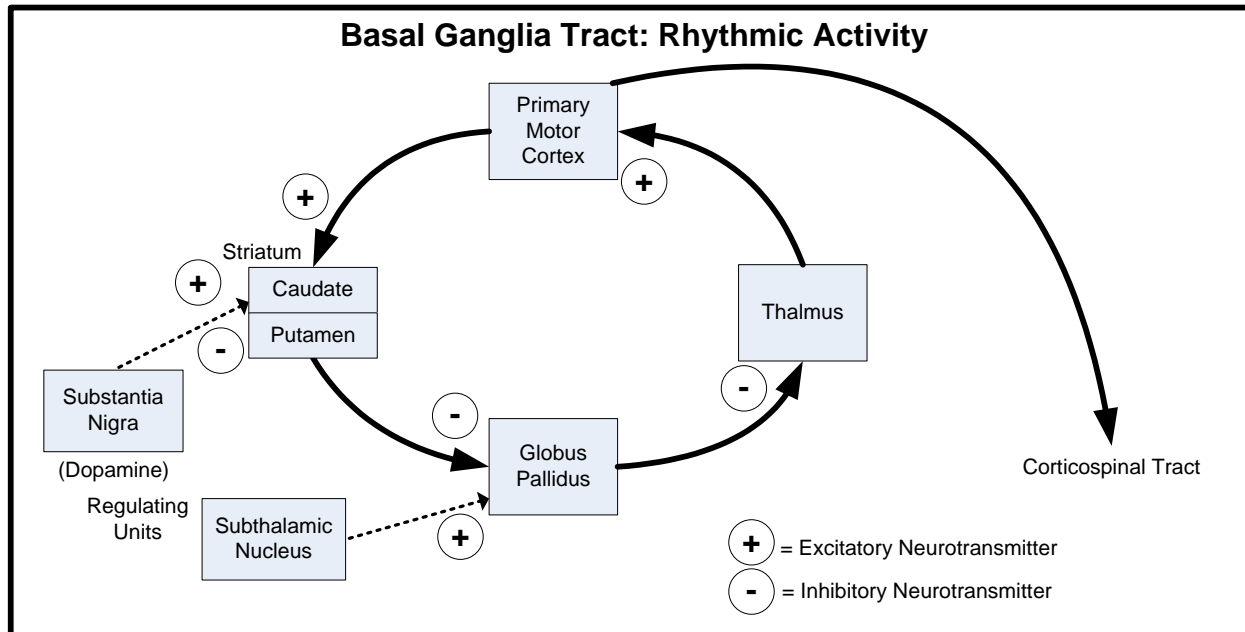 Basal Ganglia Tract: Rhythmic Activity
Primary
Motor
Cortex
+
+
Striatum
+
Caudate
Putamen
-
Thalmus
-
Substantia
Nigra
(Dopamine)
-
Globus
Pallidus
Corticospinal Tract
Regulating
Units
Subthalamic
Nucleus
+
+ = Excitatory Neurotransmitter
- = Inhibitory Neurotransmitter